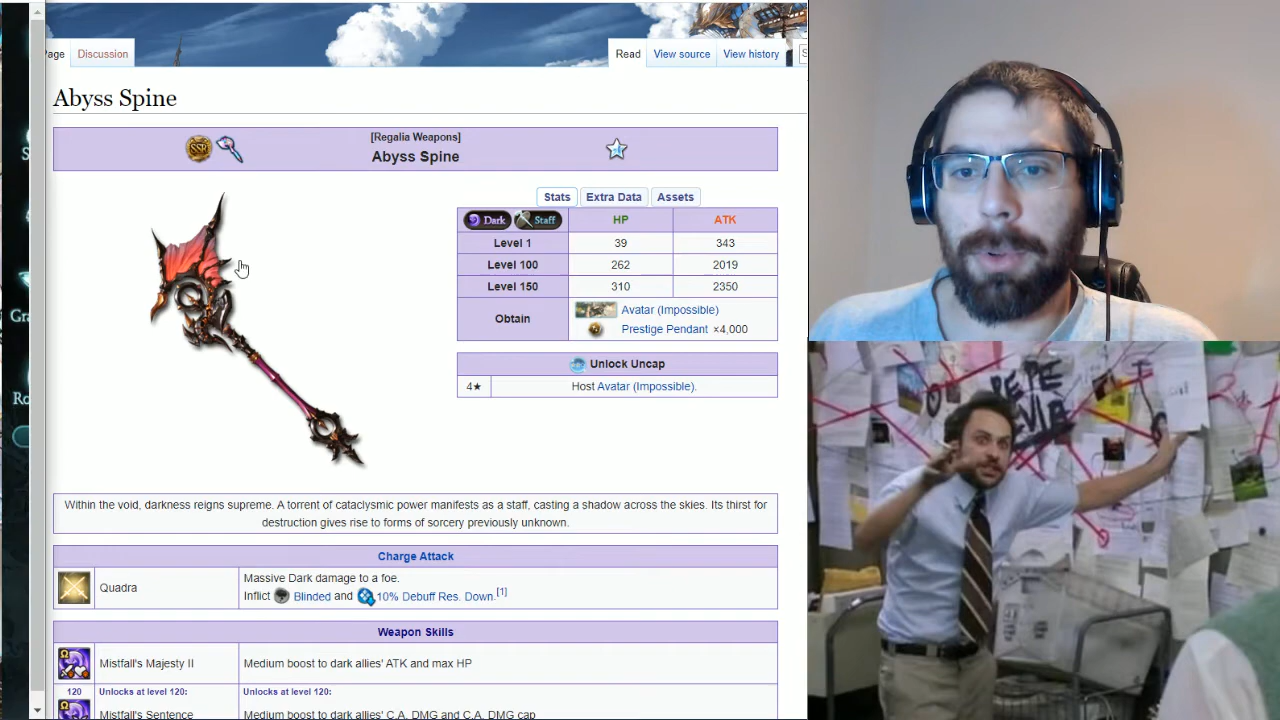 Page Discussion Read View source View history S
Abyss Spine
SSR [Regalia Weapons]
Abyss Spine
Stats Extra Data Assets
Dark Staff HP ATK
Level 1 39 343
Level 100 262 2019
Level 150 310 2350
Obtain Avatar (Impossible)
Prestige Pendant ×4,000
Unlock Uncap
4★ Host Avatar (Impossible).
Within the void, darkness reigns supreme. A torrent of cataclysmic power manifests as a staff, casting a shadow across the skies. Its thirst for
destruction gives rise to forms of sorcery previously unknown.
Charge Attack
Quadra Massive Dark damage to a foe.
Inflict Blinded and 10% Debuff Res. Down.[1]
Weapon Skills
Mistfall's Majesty II Medium boost to dark allies' ATK and max HP
120 Unlocks at level 120: Unlocks at level 120:
Mistfall's Sentence Medium boost to dark allies' C.A. DMG and C.A. DMG cap
S
Gra
Ro
PEPE
SILVIA